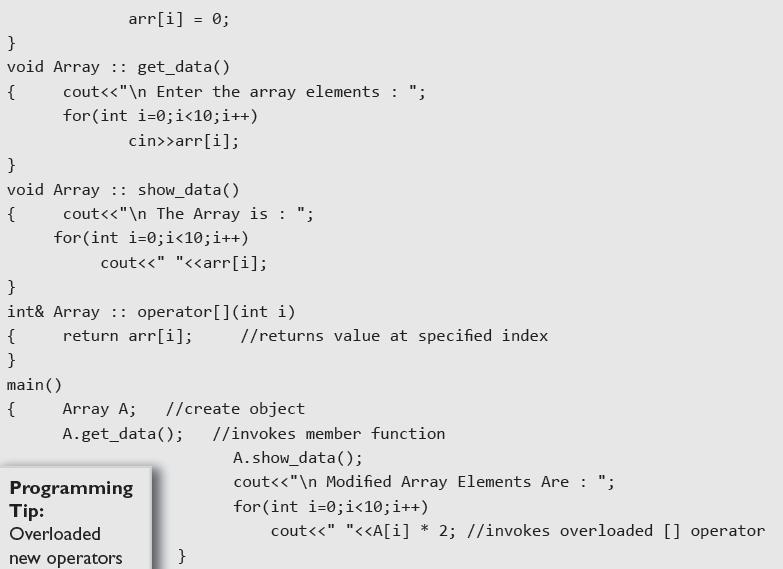 arr[i] = 0;
}
void Array :: get_data()
{ cout<<"\n Enter the array elements : ";
for(int i=0;i<10;i++)
cin>>arr[i];
}
void Array :: show_data()
{ cout<<"\n The Array is : ";
for(int i=0;i<10;i++)
cout<<" "<<arr[i];
}
int& Array :: operator[](int i)
{ return arr[i]; //returns value at specified index
}
main()
{ Array A; //create object
A.get_data(); //invokes member function
A.show_data();
cout<<"\n Modified Array Elements Are : ";
for(int i=0;i<10;i++)
cout<<" "<<A[i] * 2; //invokes overloaded [] operator
}
Programming
Tip:
Overloaded
new operators